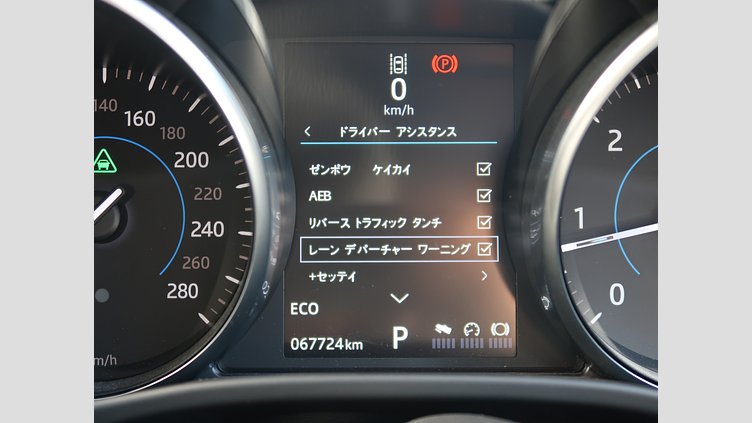 140
160
180
200
220
240
260
280
km/h
P
0
km/h
ドライバー アシスタンス
ゼンポウ ケイカイ
AEB
リバース トラフィック タンチ
レーン デパーチャー ワーニング
+セッテイ
ECO
067724km
P
2
1
0